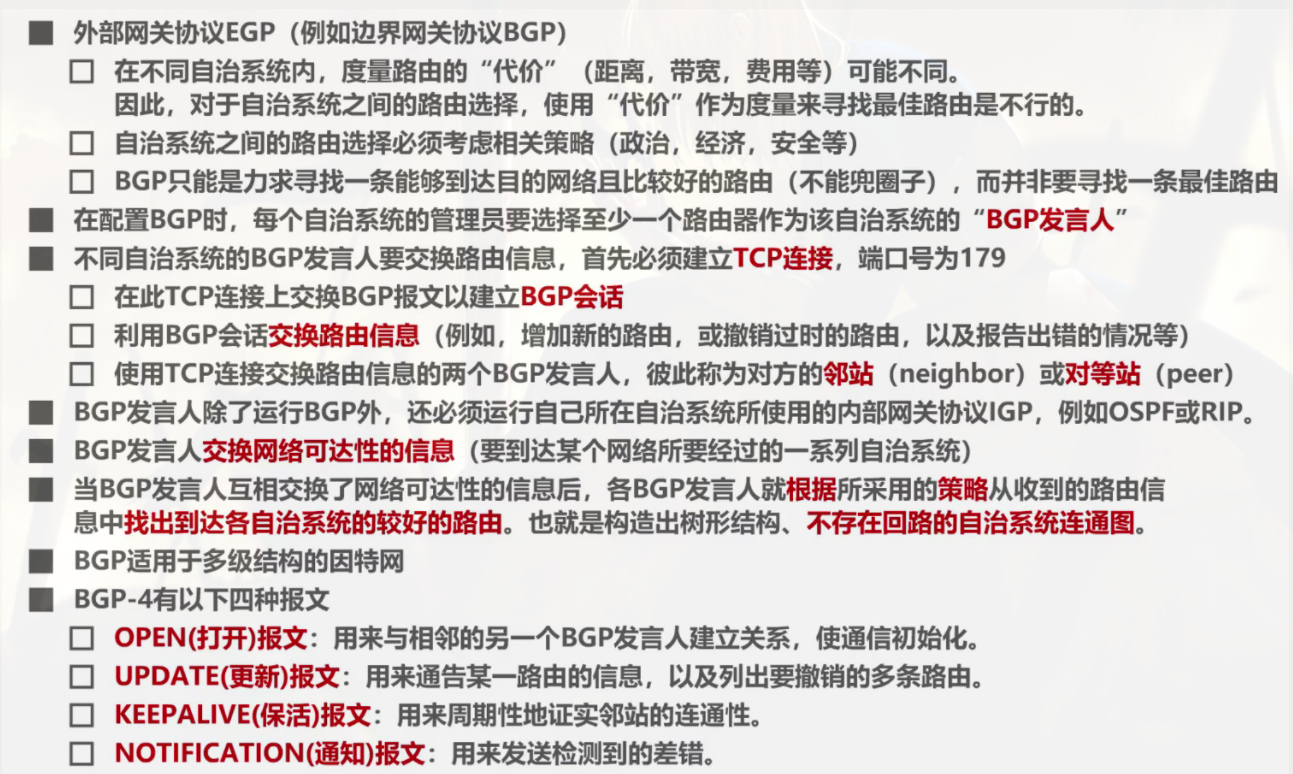 外部网关协议EGP（例如边界网关协议BGP）
在不同自治系统内，度量路由的“代价”（距离，带宽，费用等）可能不同。
因此，对于自治系统之间的路由选择，使用“代价”作为度量来寻找最佳路由是不行的。
自治系统之间的路由选择必须考虑相关策略（政治，经济，安全等）
BGP只能是力求寻找一条能够到达目的网络且比较好的路由（不能兜圈子），而并非要寻找一条最佳路由
在配置BGP时，每个自治系统的管理员要选择至少一个路由器作为该自治系统的“BGP发言人”
不同自治系统的BGP发言人要交换路由信息，首先必须建立TCP连接，端口号为179
在此TCP连接上交换BGP报文以建立BGP会话
利用BGP会话交换路由信息（例如，增加新的路由，或撤销过时的路由，以及报告出错的情况等）
使用TCP连接交换路由信息的两个BGP发言人，彼此称为对方的邻站（neighbor）或对等站（peer）
BGP发言人除了运行BGP外，还必须运行自己所在自治系统所使用的内部网关协议IGP，例如OSPF或RIP。
BGP发言人交换网络可达性的信息（要到达某个网络所要经过的一系列自治系统）
当BGP发言人互相交换了网络可达性的信息后，各BGP发言人就根据所采用的策略从收到的路由信
息中找出到达各自治系统的较好的路由。也就是构造出树形结构、不存在回路的自治系统连通图。
BGP适用于多级结构的因特网
BGP-4有以下四种报文
OPEN(打开)报文：用来与相邻的另一个BGP发言人建立关系，使通信初始化。
UPDATE(更新)报文：用来通告某一路由的信息，以及列出要撤销的多条路由。
KEEPALIVE(保活)报文：用来周期性地证实邻站的连通性。
NOTIFICATION(通知)报文：用来发送检测到的差错。